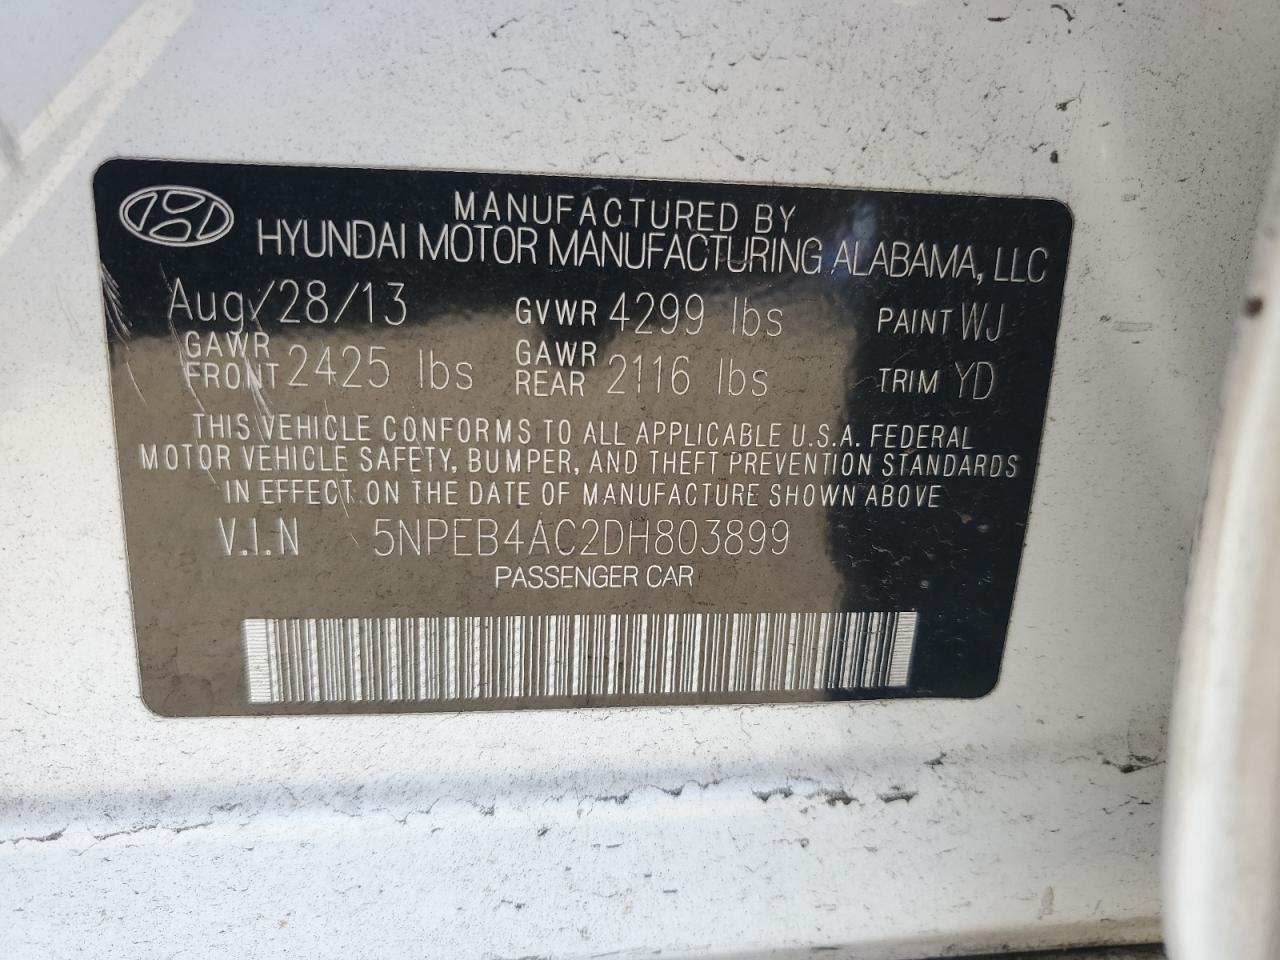 MANUFACTURED BY
HYUNDAI MOTOR MANUFACTURING ALABAMA, LLC
Aug/28/13 GVWR 4299 lbs PAINT WJ
GAWR FRONT 2425 lbs GAWR REAR 2116 lbs TRIM YD
THIS VEHICLE CONFORMS TO ALL APPLICABLE U.S.A. FEDERAL
MOTOR VEHICLE SAFETY, BUMPER, AND THEFT PREVENTION STANDARDS
IN EFFECT ON THE DATE OF MANUFACTURE SHOWN ABOVE
V.I.N 5NPEB4AC2DH803899
PASSENGER CAR